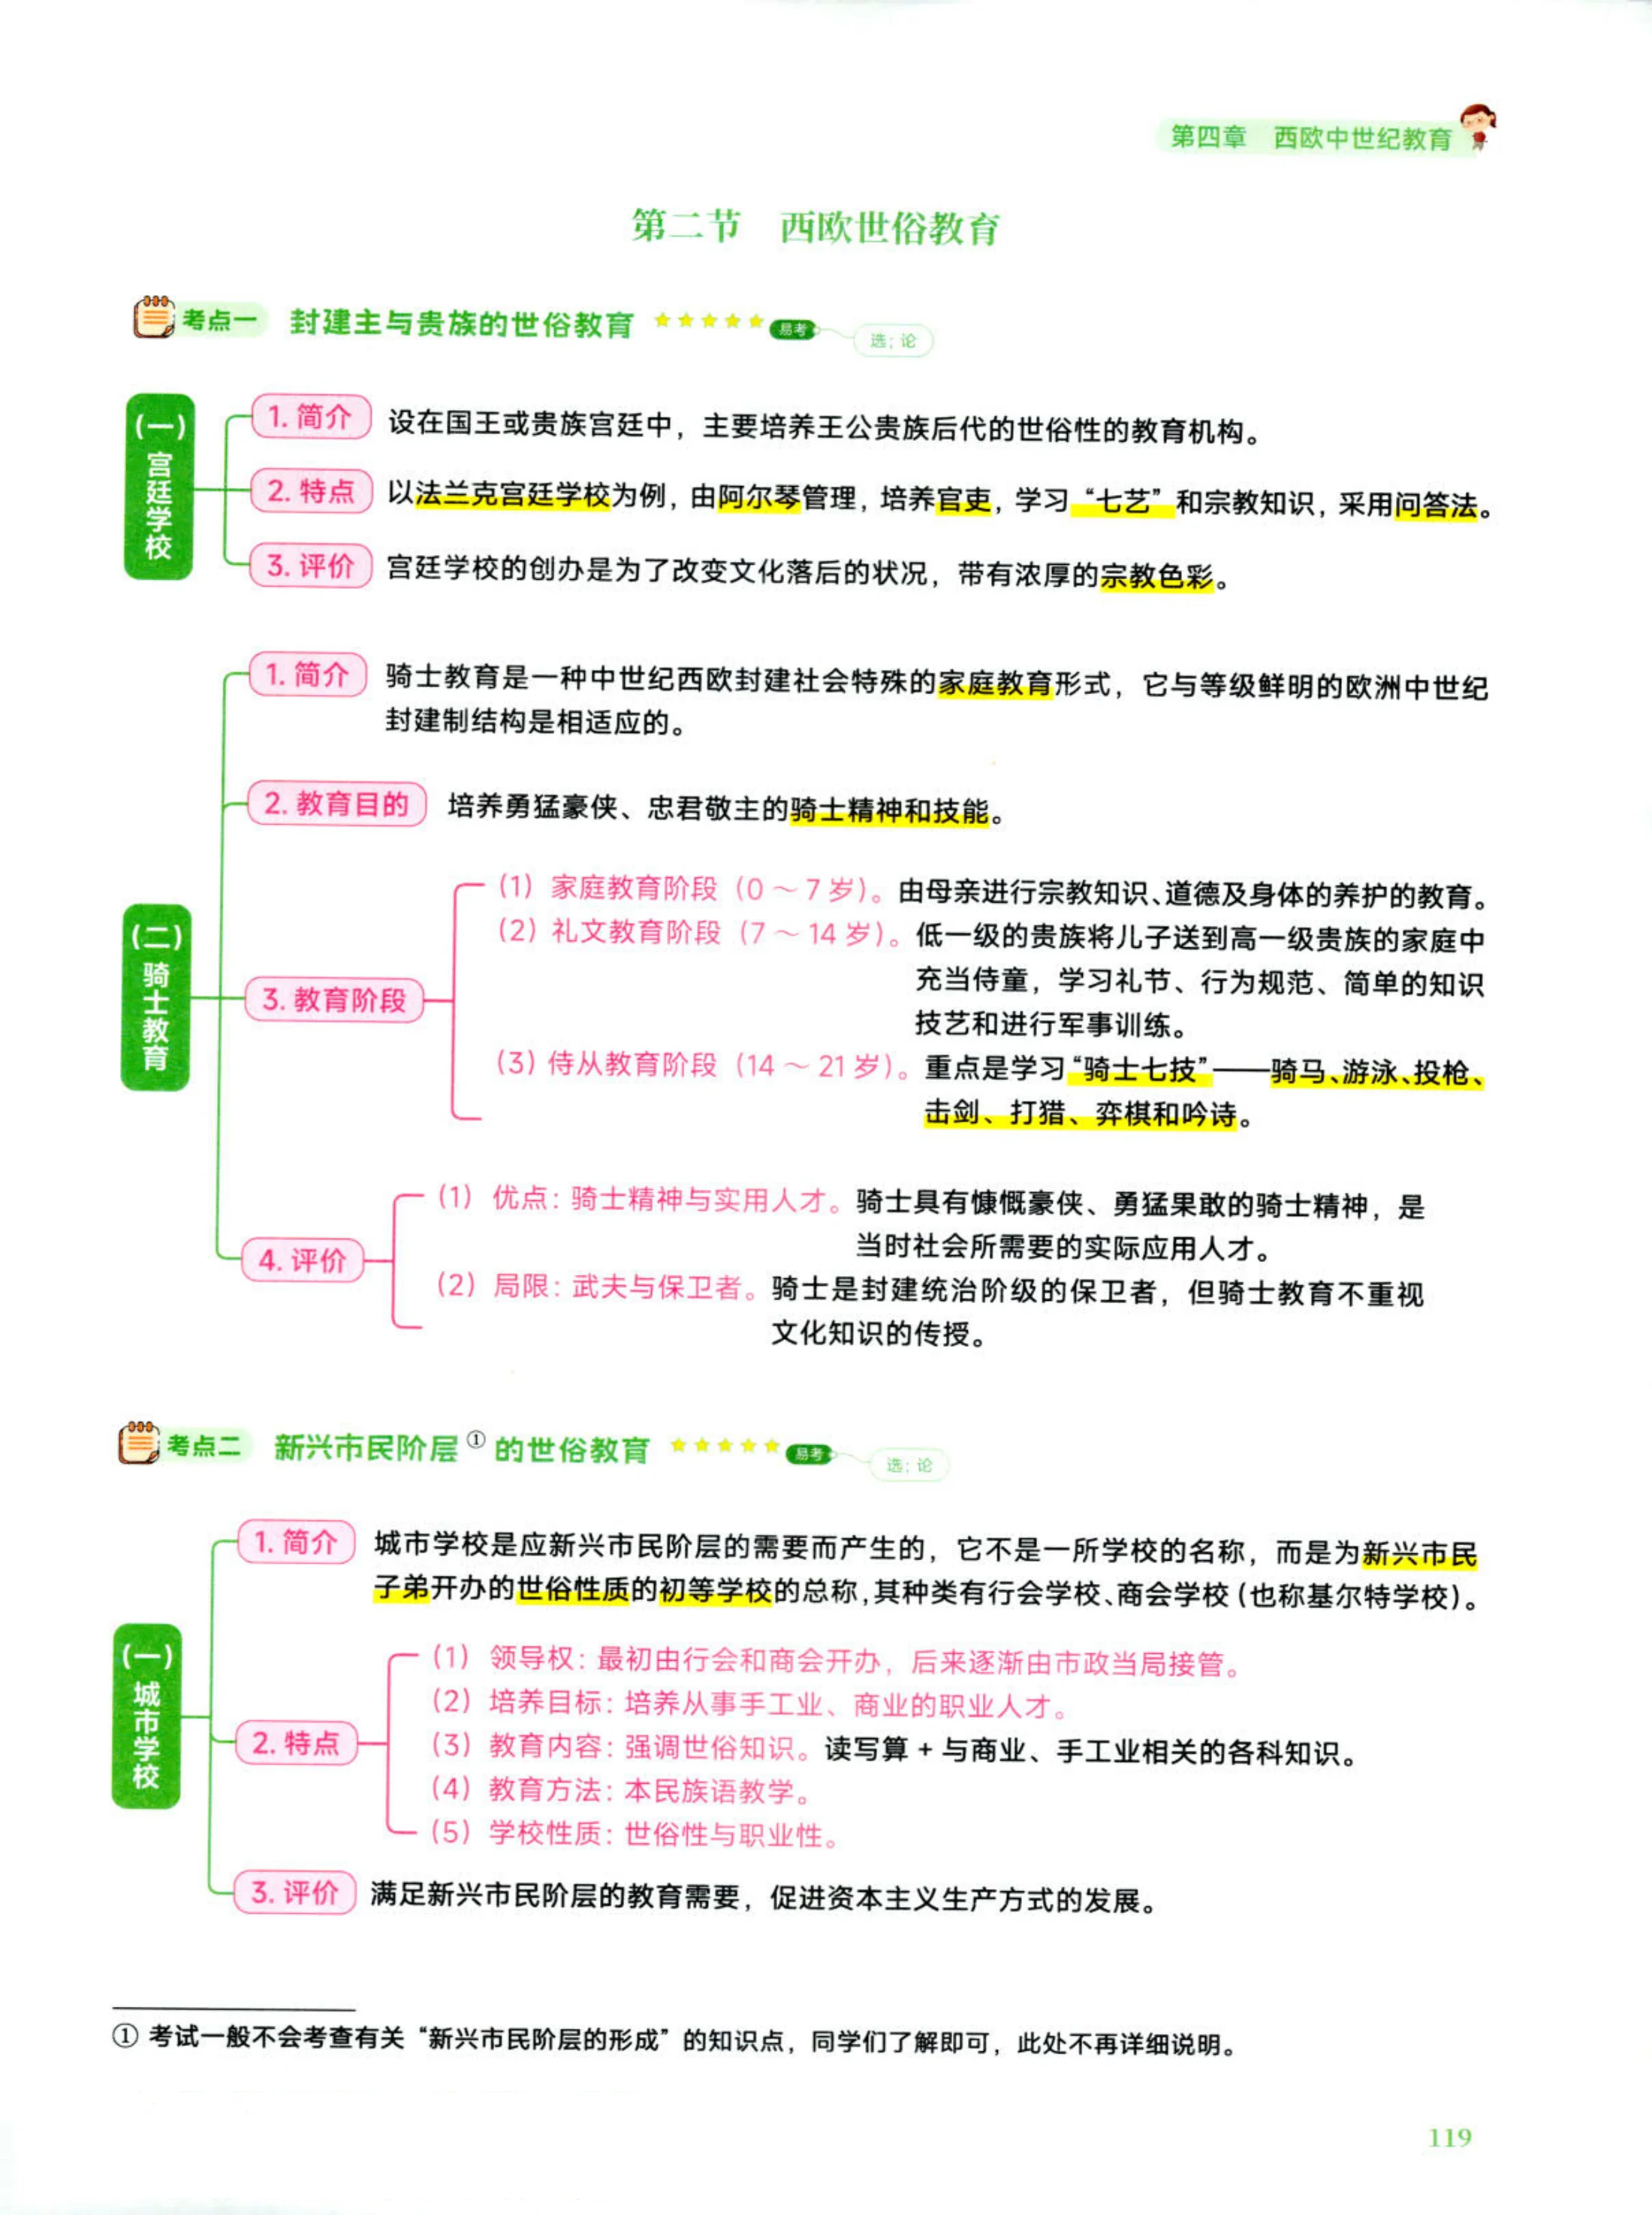 第四章 西欧中世纪教育
第二节 西欧世俗教育
考点一 封建主与贵族的世俗教育 易考 选；论
（一）宫廷学校
1. 简介 设在国王或贵族宫廷中，主要培养王公贵族后代的世俗性的教育机构。
2. 特点 以法兰克宫廷学校为例，由阿尔琴管理，培养官吏，学习“七艺”和宗教知识，采用问答法。
3. 评价 宫廷学校的创办是为了改变文化落后的状况，带有浓厚的宗教色彩。
（二）骑士教育
1. 简介 骑士教育是一种中世纪西欧封建社会特殊的家庭教育形式，它与等级鲜明的欧洲中世纪
封建制结构是相适应的。
2. 教育目的 培养勇猛豪侠、忠君敬主的骑士精神和技能。
3. 教育阶段
（1）家庭教育阶段（0～7岁）。由母亲进行宗教知识、道德及身体的养护的教育。
（2）礼文教育阶段（7～14岁）。低一级的贵族将儿子送到高一级贵族的家庭中
充当侍童，学习礼节、行为规范、简单的知识
技艺和进行军事训练。
（3）侍从教育阶段（14～21岁）。重点是学习“骑士七技”——骑马、游泳、投枪、
击剑、打猎、弈棋和吟诗。
4. 评价
（1）优点：骑士精神与实用人才。骑士具有慷慨豪侠、勇猛果敢的骑士精神，是
当时社会所需要的实际应用人才。
（2）局限：武夫与保卫者。骑士是封建统治阶级的保卫者，但骑士教育不重视
文化知识的传授。
考点二 新兴市民阶层①的世俗教育 易考 选；论
（一）城市学校
1. 简介 城市学校是应新兴市民阶层的需要而产生的，它不是一所学校的名称，而是为新兴市民
子弟开办的世俗性质的初等学校的总称，其种类有行会学校、商会学校（也称基尔特学校）。
2. 特点
（1）领导权：最初由行会和商会开办，后来逐渐由市政当局接管。
（2）培养目标：培养从事手工业、商业的职业人才。
（3）教育内容：强调世俗知识。读写算＋与商业、手工业相关的各科知识。
（4）教育方法：本民族语教学。
（5）学校性质：世俗性与职业性。
3. 评价 满足新兴市民阶层的教育需要，促进资本主义生产方式的发展。
① 考试一般不会考查有关“新兴市民阶层的形成”的知识点，同学们了解即可，此处不再详细说明。
119